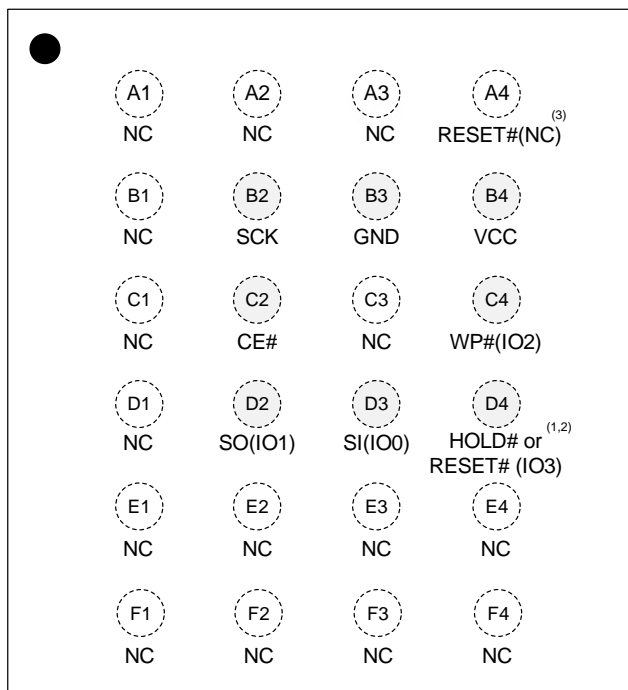 A1 A2 A3 A4
NC NC NC RESET#(NC)(3)
B1 B2 B3 B4
NC SCK GND VCC
C1 C2 C3 C4
NC CE# NC WP#(IO2)
D1 D2 D3 D4
NC SO(IO1) SI(IO0) HOLD# or(1,2)
RESET# (IO3)
E1 E2 E3 E4
NC NC NC NC
F1 F2 F3 F4
NC NC NC NC